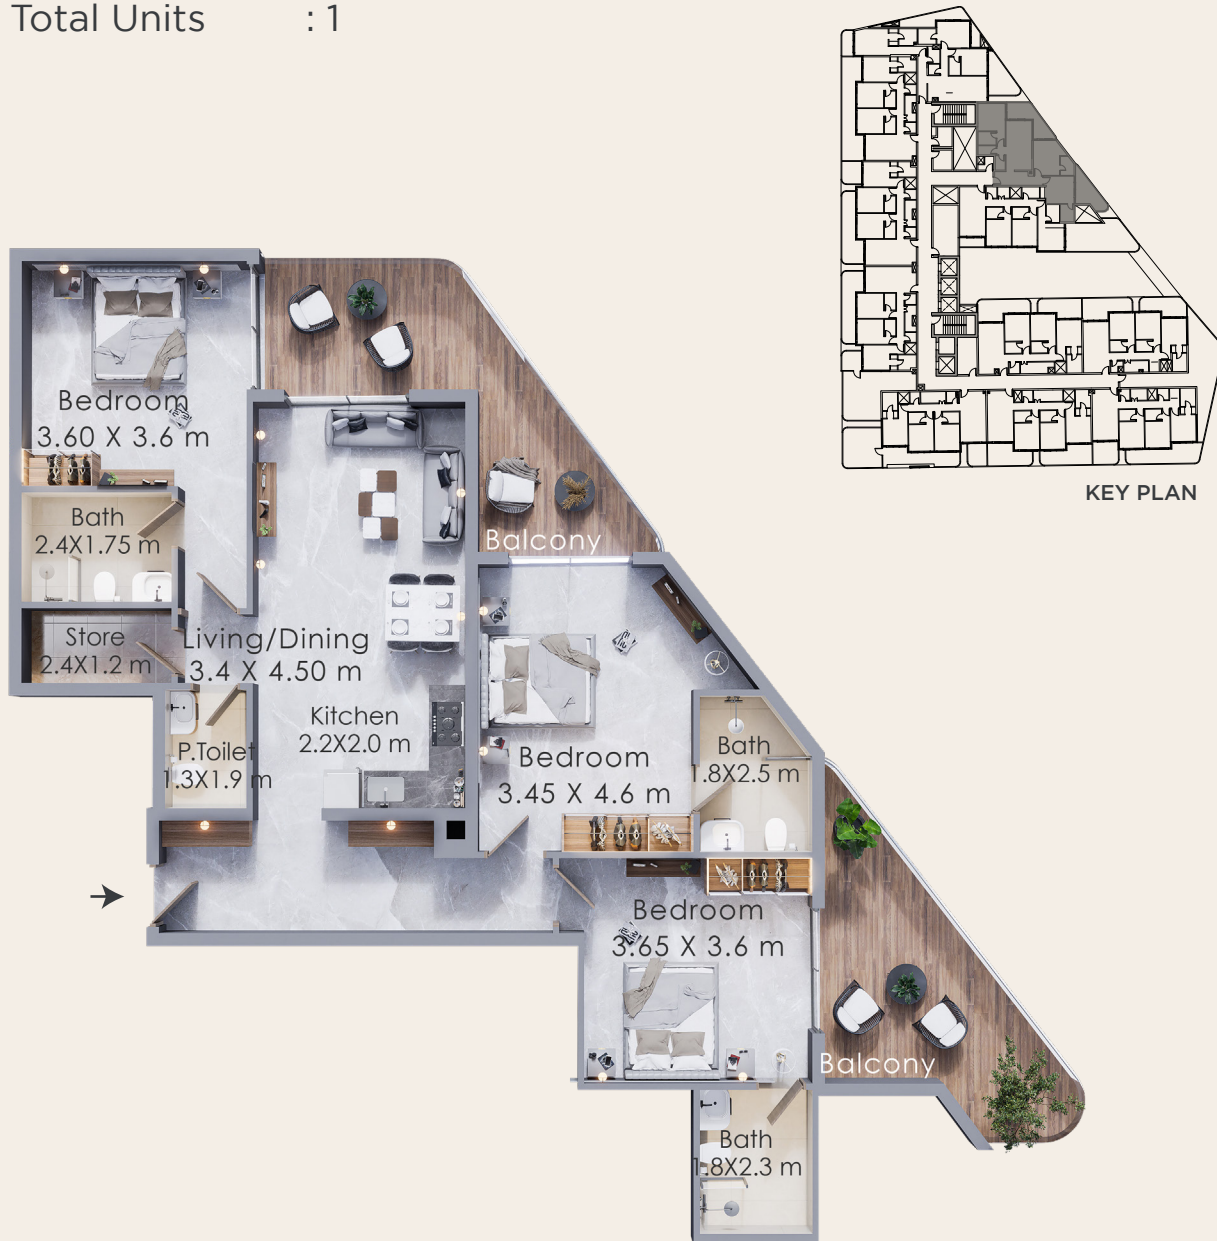 Total Units : 1
KEY PLAN
Bedroom
3.60 X 3.6 m
Bath
2.4X1.75 m
Balcony
Store
2.4X1.2 m
Living/Dining
3.4 X 4.50 m
Kitchen
2.2X2.0 m
P.Toilet
1.3X1.9 m
Bedroom
3.45 X 4.6 m
Bath
1.8X2.5 m
Bedroom
3.65 X 3.6 m
Balcony
Bath
1.8X2.3 m